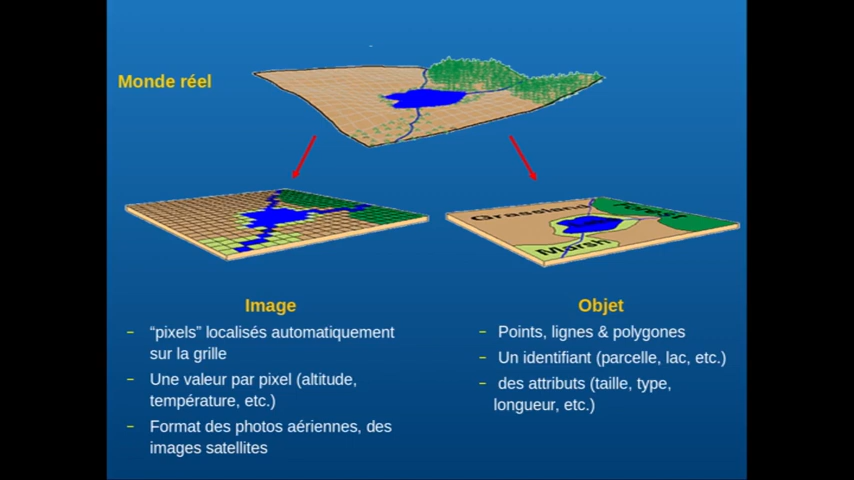 Monde réel
Grassland
Forest
Marsh
Image
“pixels” localisés automatiquement
sur la grille
Une valeur par pixel (altitude,
température, etc.)
Format des photos aériennes, des
images satellites
Objet
Points, lignes & polygones
Un identifiant (parcelle, lac, etc.)
des attributs (taille, type,
longueur, etc.)